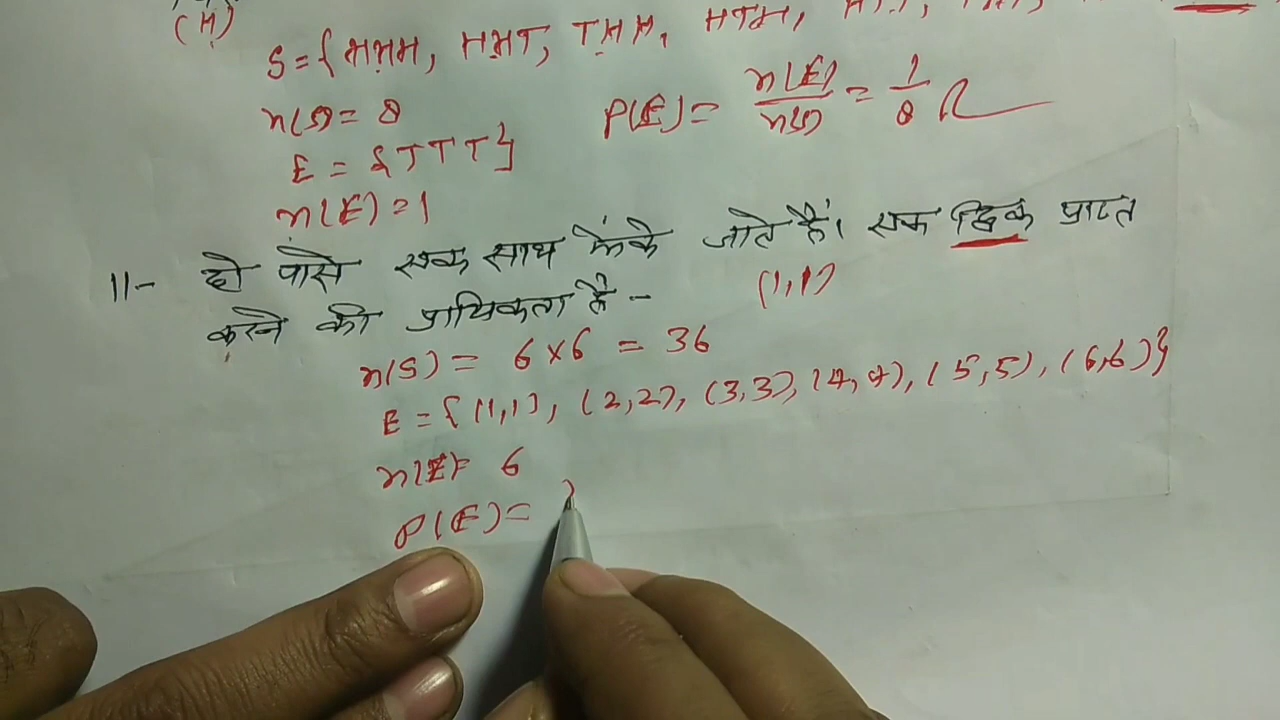 (H)
S = { HHH, HHT, THH, HTH,
n(S) = 8
P(E) = n(E)/n(S) = 1/8
E = {TTT}
n(E) = 1
11- दो पांसे एक साथ फेंके जाते हैं। एक द्विक प्राप्त
करने की प्रायिकता है -
(1,1)
n(S) = 6 × 6 = 36
E = { (1,1), (2,2), (3,3), (4,4), (5,5), (6,6) }
n(E) = 6
P(E) =